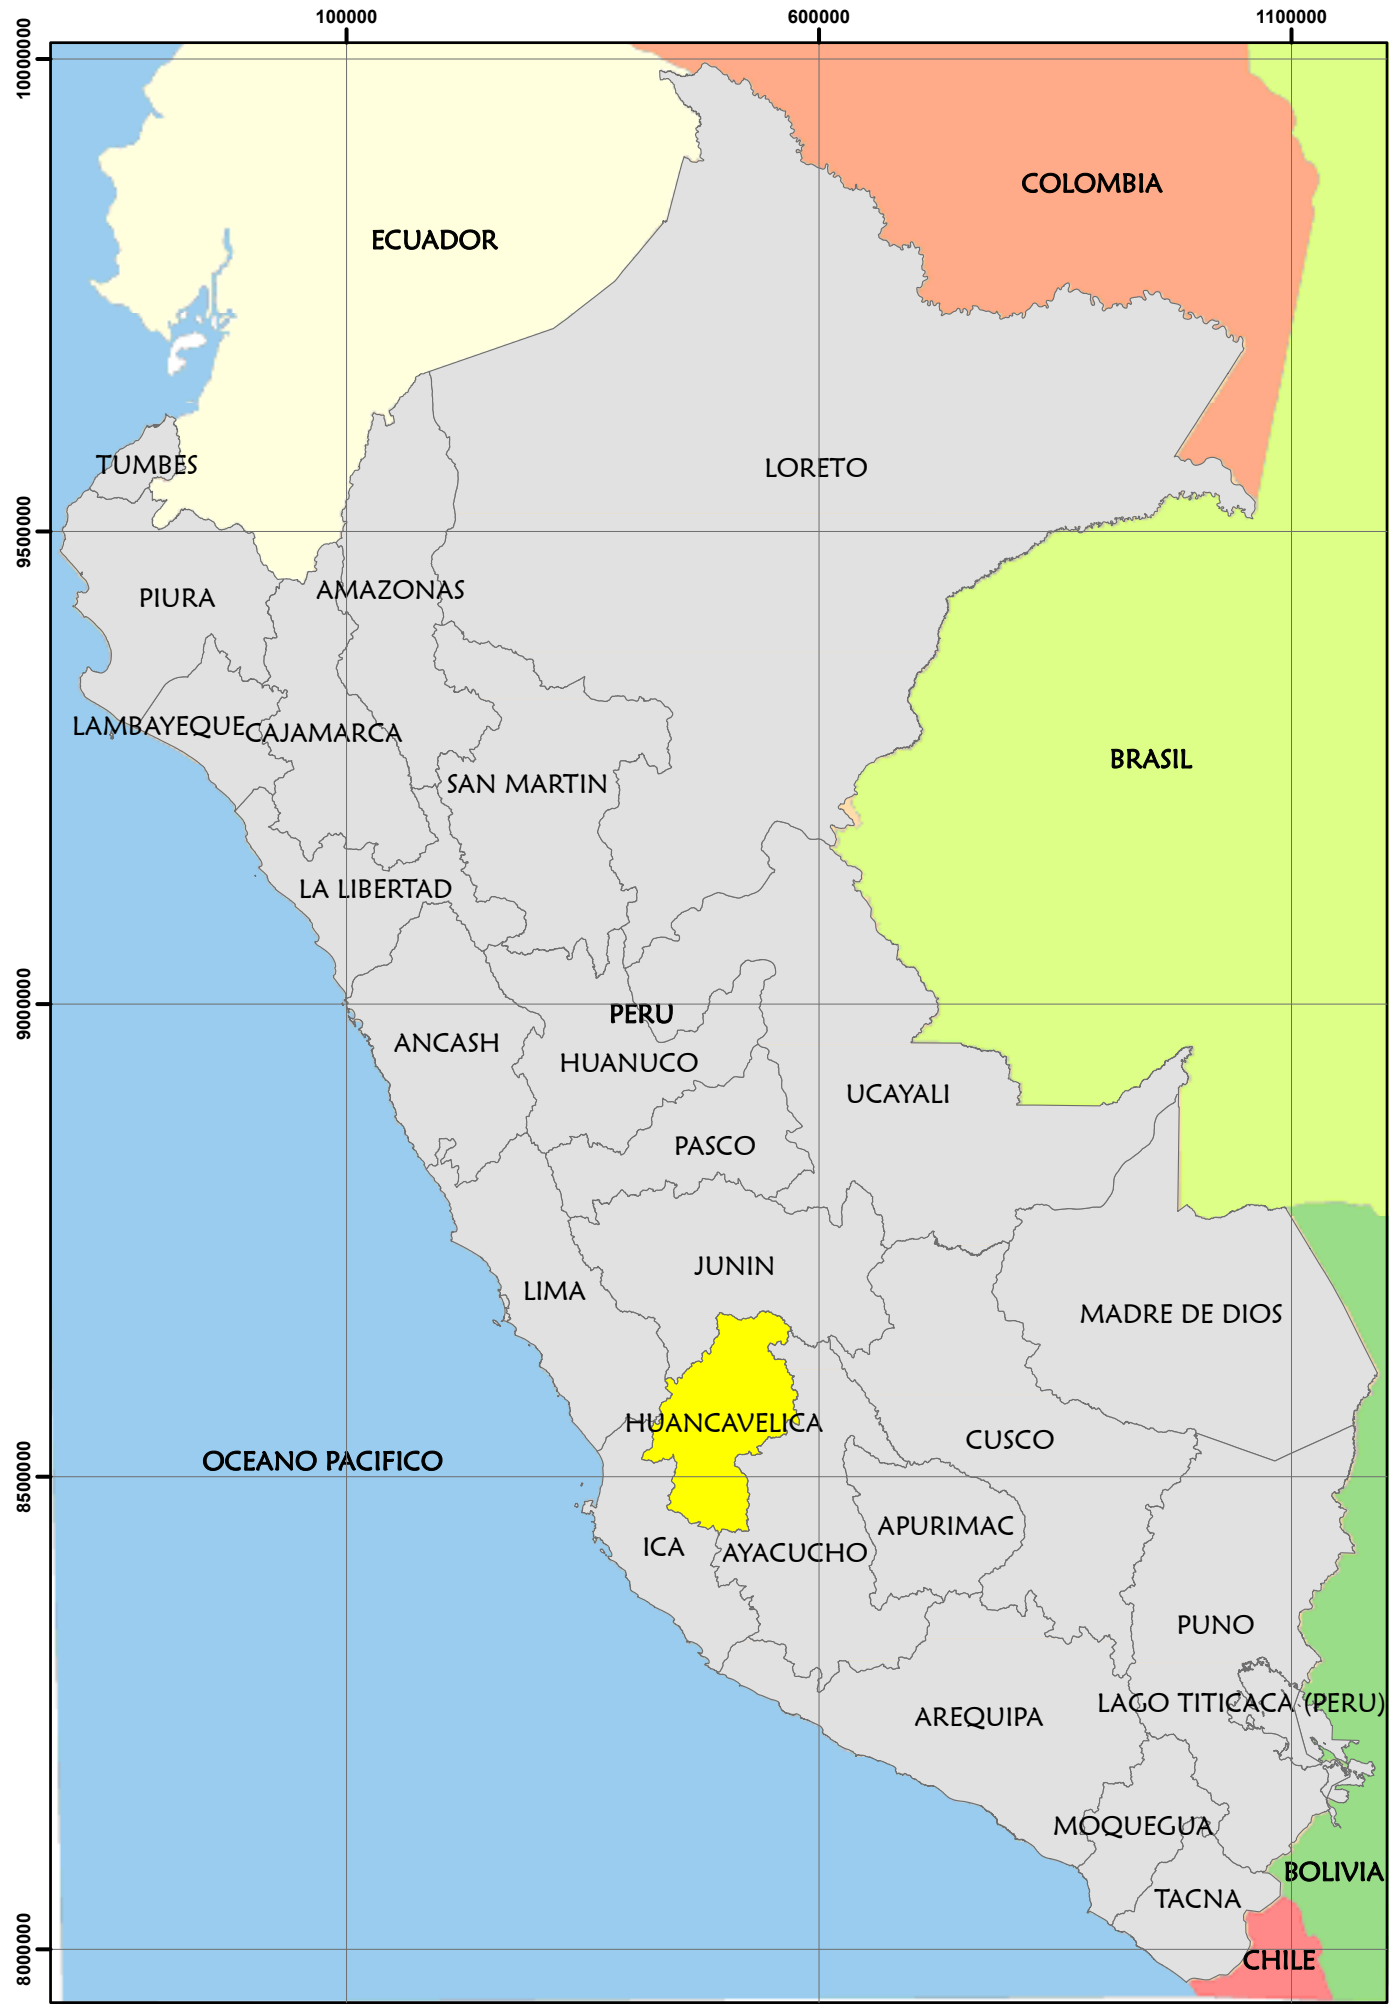 100000 600000 1100000
10000000
COLOMBIA
ECUADOR
TUMBES
LORETO
9500000
AMAZONAS
PIURA
LAMBAYEQUE
CAJAMARCA
BRASIL
SAN MARTIN
LA LIBERTAD
9000000
PERU
ANCASH
HUANUCO
UCAYALI
PASCO
JUNIN
LIMA
MADRE DE DIOS
HUANCAVELICA
CUSCO
OCEANO PACIFICO
8500000
APURIMAC
ICA
AYACUCHO
PUNO
LAGO TITICACA (PERU)
AREQUIPA
MOQUEGUA
BOLIVIA
TACNA
8000000
CHILE